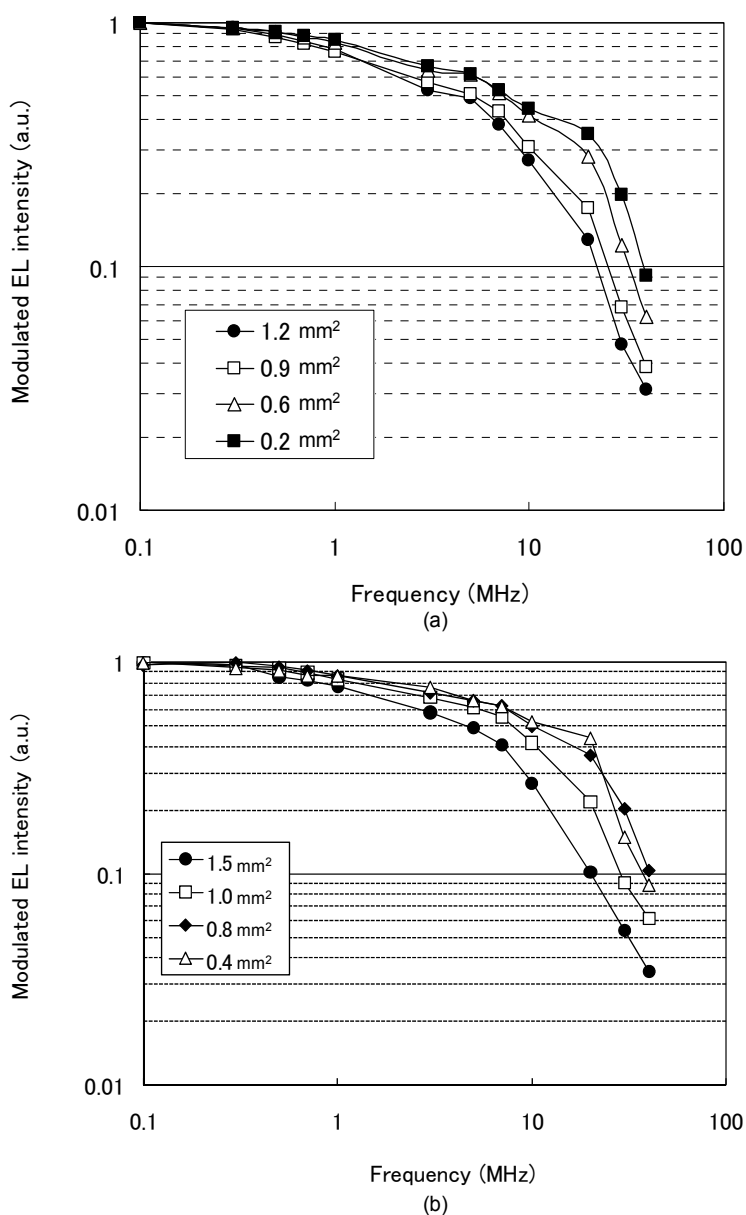 Modulated EL intensity (a.u.)
1
0.1
0.01
1.2 mm²
0.9 mm²
0.6 mm²
0.2 mm²
0.1 1 10 100
Frequency (MHz)
(a)
Modulated EL intensity (a.u.)
1
0.1
0.01
1.5 mm²
1.0 mm²
0.8 mm²
0.4 mm²
0.1 1 10 100
Frequency (MHz)
(b)